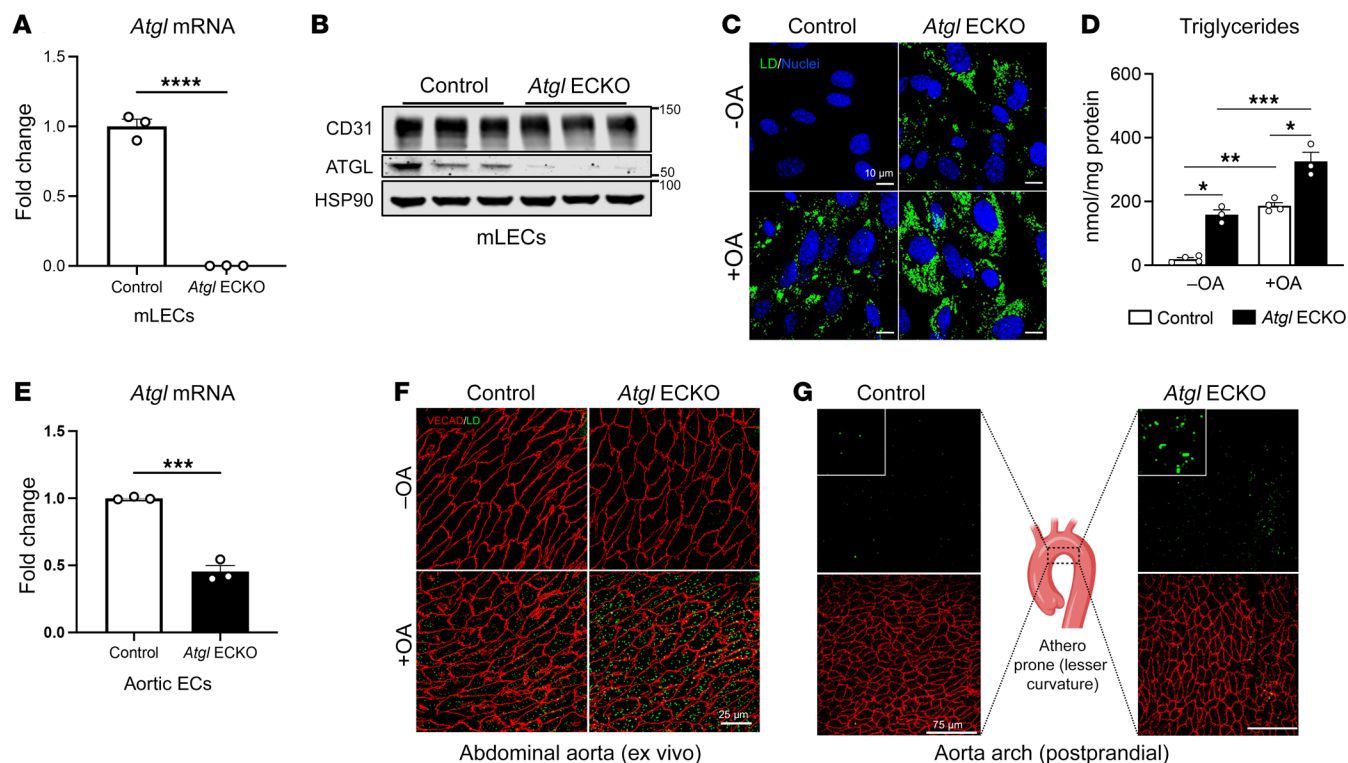 A
Atgl mRNA
Fold change
1.5
1.0
0.5
0.0
****
Control
Atgl ECKO
mLECs
B
Control
Atgl ECKO
CD31
150
ATGL
50
HSP90
100
mLECs
C
Control
Atgl ECKO
LD/Nuclei
-OA
10 µm
+OA
D
Triglycerides
nmol/mg protein
600
400
200
0
***
*
**
*
–OA
+OA
Control
Atgl ECKO
E
Atgl mRNA
Fold change
1.5
1.0
0.5
0.0
***
Control
Atgl ECKO
Aortic ECs
F
Control
Atgl ECKO
VECAD/LD
–OA
+OA
25 µm
Abdominal aorta (ex vivo)
G
Control
Atgl ECKO
Athero
prone (lesser
curvature)
75 µm
Aorta arch (postprandial)